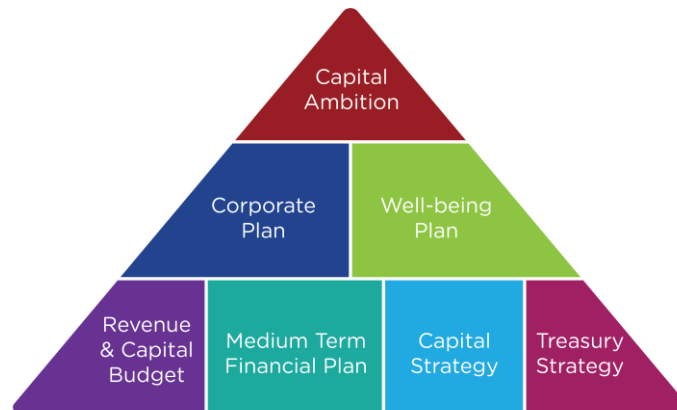 Capital
Ambition
Corporate
Plan
Well-being
Plan
Revenue
& Capital
Budget
Medium Term
Financial Plan
Capital
Strategy
Treasury
Strategy